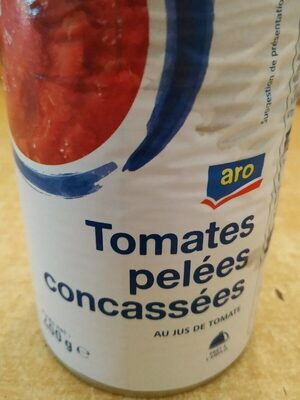 suggestion de présentation
aro
Tomates
pelées
concassées
AU JUS DE TOMATE